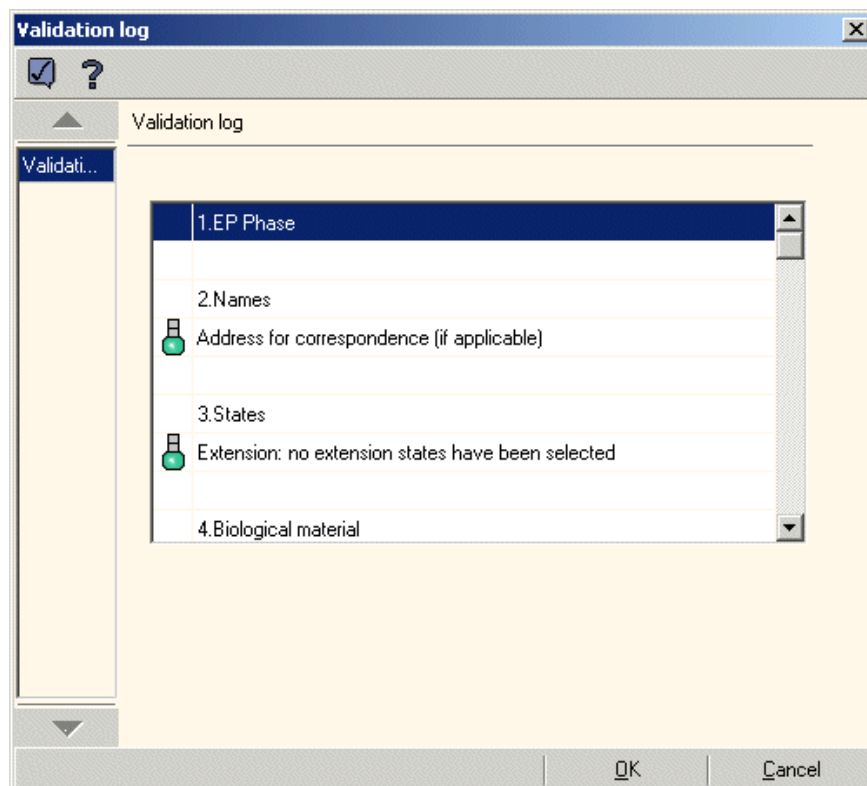 Validation log
?
Validation log
Validati...
1.EP Phase
2.Names
Address for correspondence (if applicable)
3.States
Extension: no extension states have been selected
4.Biological material
OK
Cancel